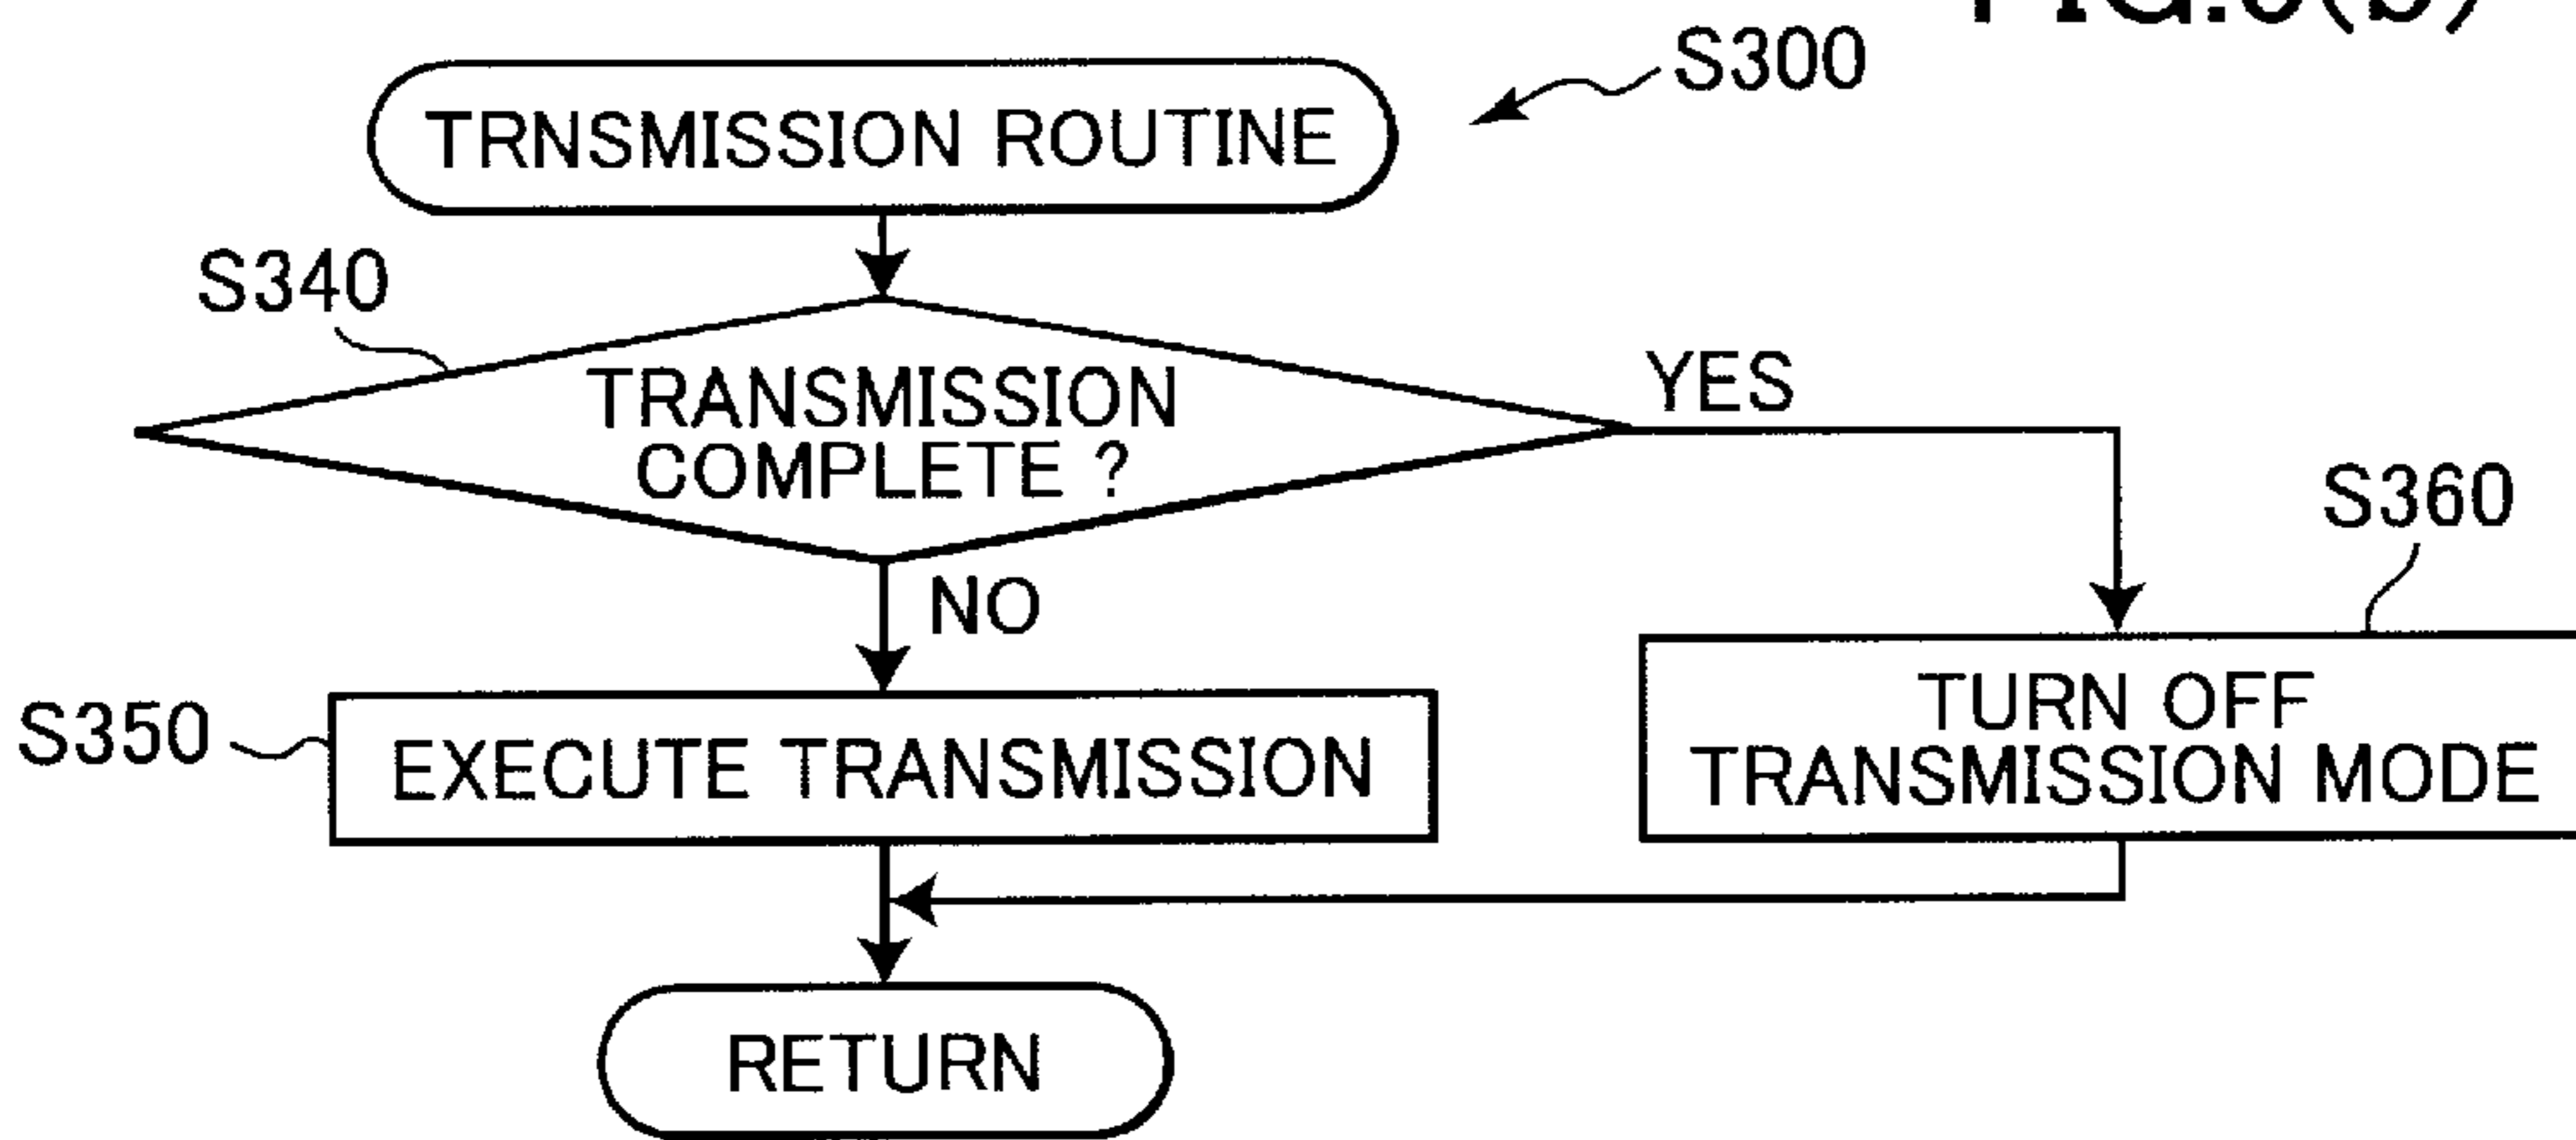 S300
TRNSMISSION ROUTINE
S340
TRANSMISSION
COMPLETE ?
YES
S360
NO
TURN OFF
TRANSMISSION MODE
S350
EXECUTE TRANSMISSION
RETURN